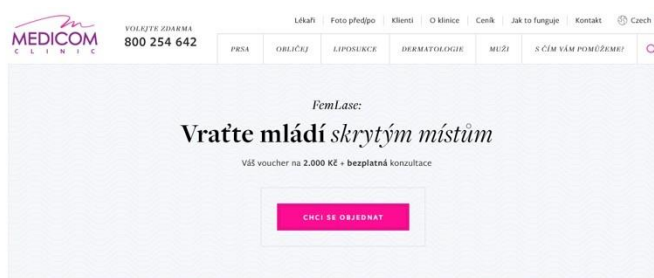 MEDICOM
CLINIC
VOLEJTE ZDARMA
800 254 642
Lékaři Foto před/po Klienti O klinice Ceník Jak to funguje Kontakt Czech
PRSA OBLIČEJ LIPOSUKCE DERMATOLOGIE MUŽI S ČÍM VÁM POMŮŽEME?
FemLase:
Vraťte mládí skrytým místům
Váš voucher na 2.000 Kč + bezplatná konzultace
CHCI SE OBJEDNAT